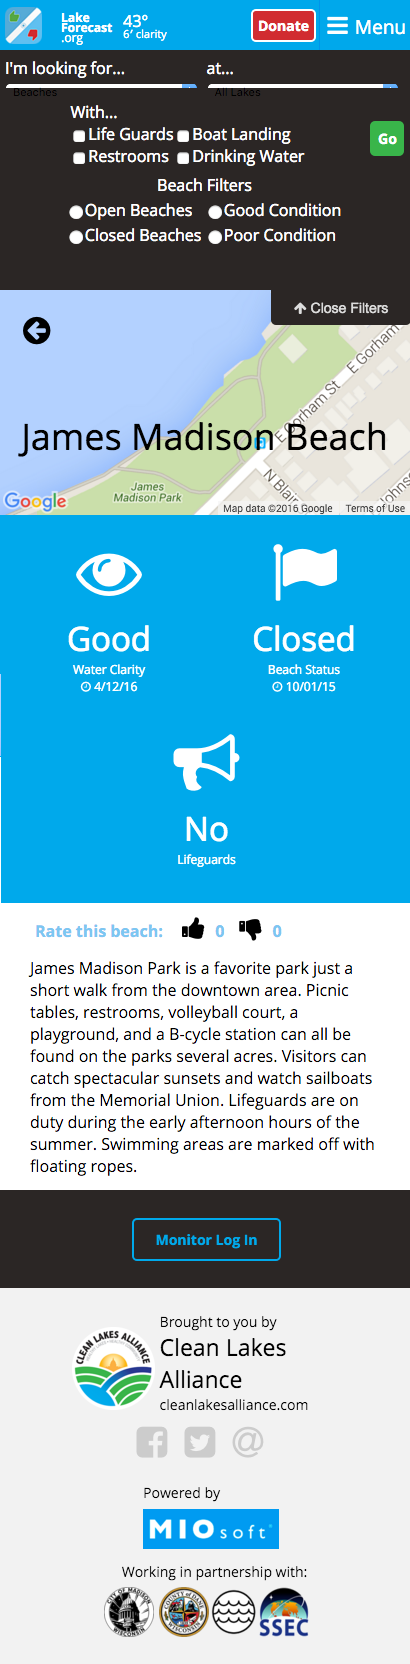 Lake
Forecast
.org
43°
6' clarity
Donate
Menu
I'm looking for...
at...
Beaches
All Lakes
With...
Life Guards
Boat Landing
Restrooms
Drinking Water
Go
Beach Filters
Open Beaches
Good Condition
Closed Beaches
Poor Condition
Close Filters
E Gorham
E Gorham St
James Madison Beach
N Blair
Johns
James
Madison Park
Google
Map data ©2016 Google
Terms of Use
Good
Water Clarity
4/12/16
Closed
Beach Status
10/01/15
No
Lifeguards
Rate this beach:
0
0
James Madison Park is a favorite park just a
short walk from the downtown area. Picnic
tables, restrooms, volleyball court, a
playground, and a B-cycle station can all be
found on the parks several acres. Visitors can
catch spectacular sunsets and watch sailboats
from the Memorial Union. Lifeguards are on
duty during the early afternoon hours of the
summer. Swimming areas are marked off with
floating ropes.
Monitor Log In
Brought to you by
CLEAN LAKES ALLIANCE
Clean Lakes
Alliance
cleanlakesalliance.com
@
Powered by
MIOsoft
Working in partnership with:
CITY OF MADISON
WISCONSIN
COUNTY OF DANE
WISCONSIN
SSEC